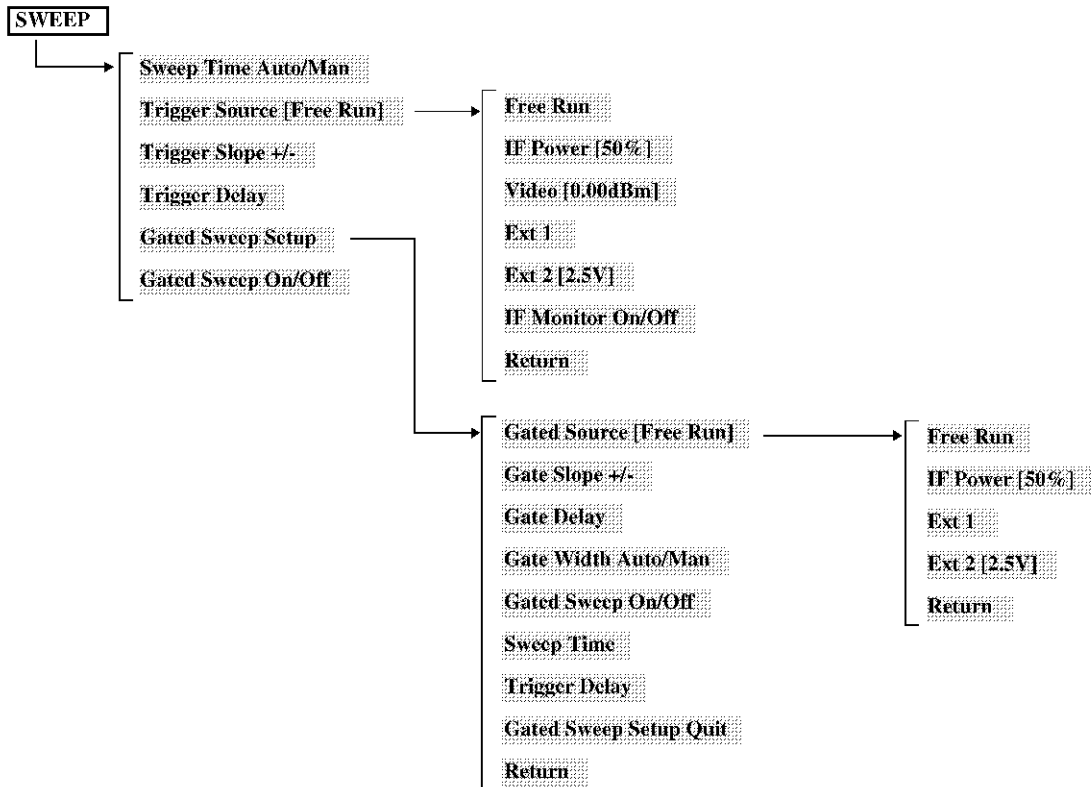 SWEEP
Sweep Time Auto/Man
Trigger Source [Free Run]
Trigger Slope +/-
Trigger Delay
Gated Sweep Setup
Gated Sweep On/Off
Free Run
IF Power [50%]
Video [0.00dBm]
Ext 1
Ext 2 [2.5V]
IF Monitor On/Off
Return
Gated Source [Free Run]
Gate Slope +/-
Gate Delay
Gate Width Auto/Man
Gated Sweep On/Off
Sweep Time
Trigger Delay
Gated Sweep Setup Quit
Return
Free Run
IF Power [50%]
Ext 1
Ext 2 [2.5V]
Return